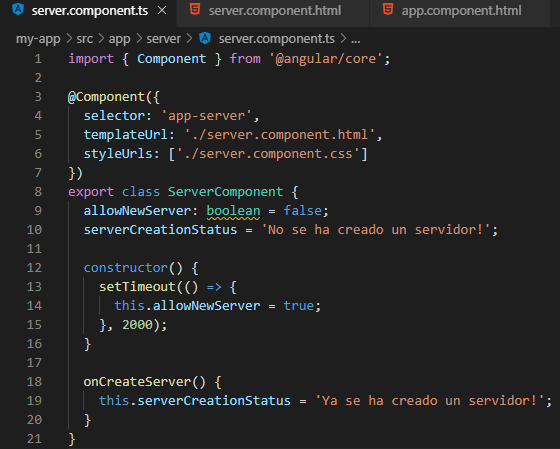 server.component.ts × server.component.html app.component.html
my-app > src > app > server > server.component.ts > ...
1 import { Component } from '@angular/core';
2
3 @Component({
4   selector: 'app-server',
5   templateUrl: './server.component.html',
6   styleUrls: ['./server.component.css']
7 })
8 export class ServerComponent {
9   allowNewServer: boolean = false;
10   serverCreationStatus = 'No se ha creado un servidor!';
11
12   constructor() {
13     setTimeout(() => {
14       this.allowNewServer = true;
15     }, 2000);
16   }
17
18   onCreateServer() {
19     this.serverCreationStatus = 'Ya se ha creado un servidor!';
20   }
21 }